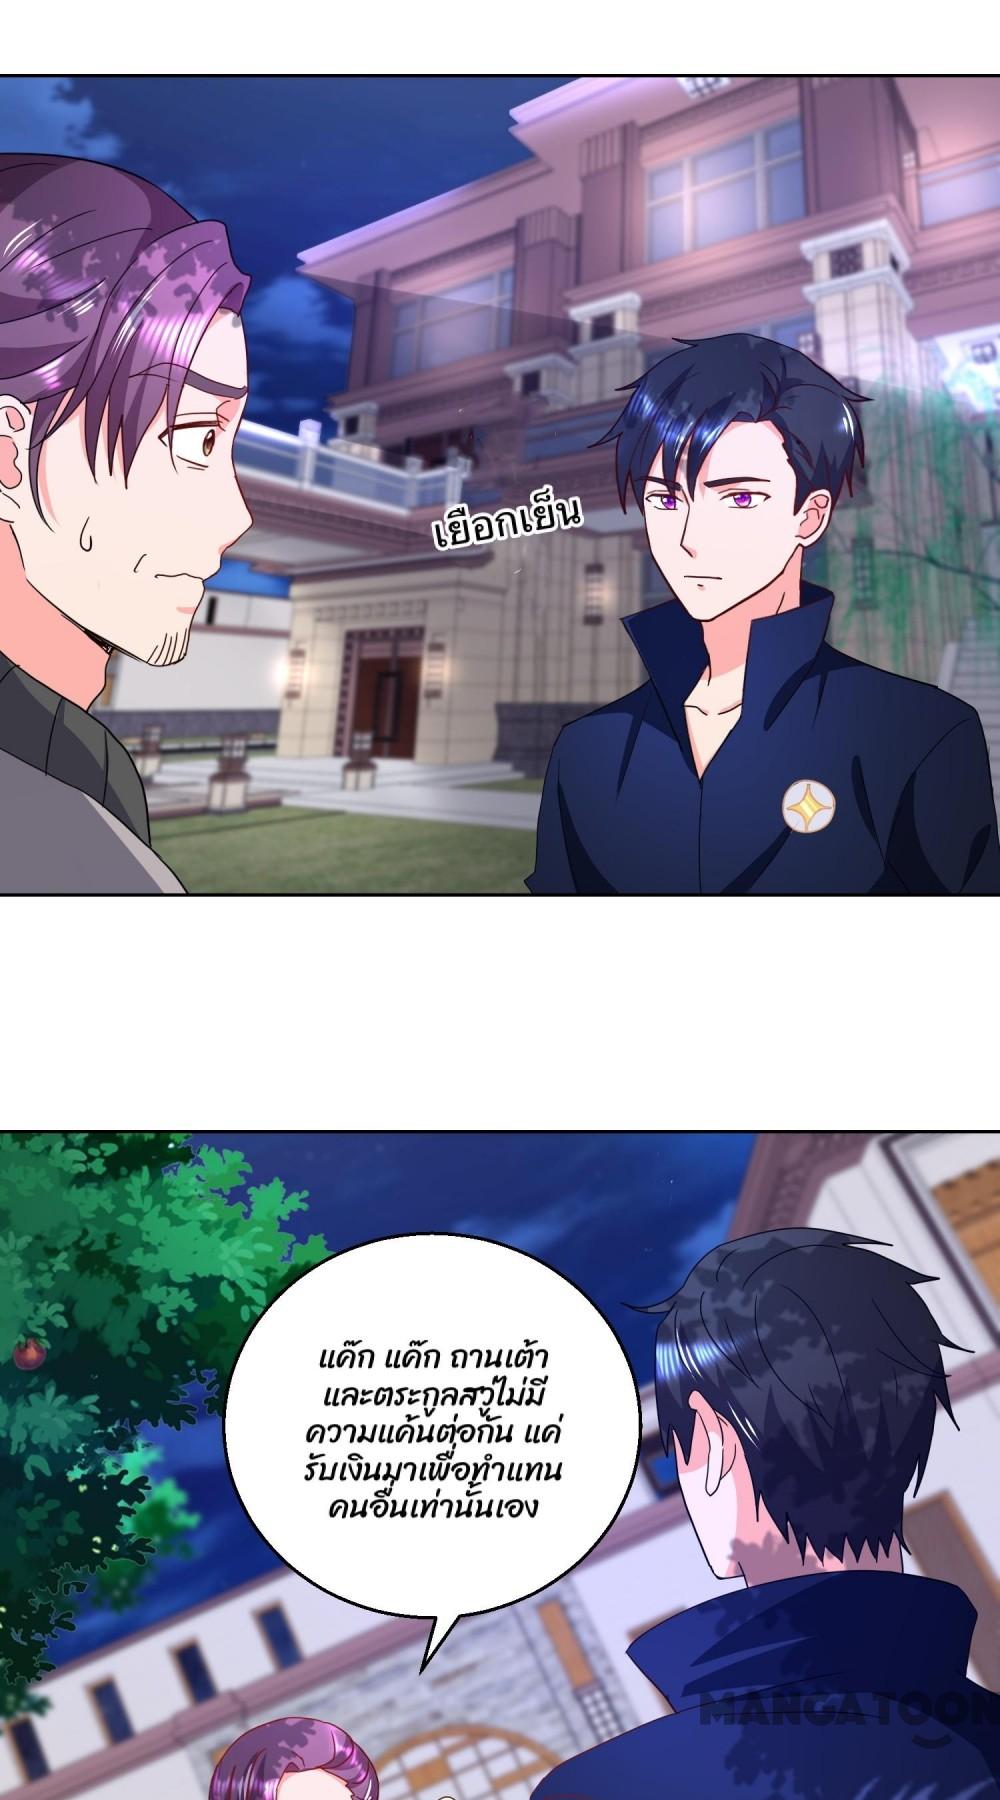 เยือกเย็น
แค๊ก แค๊ก ถานเต้า
และตระกูลสวู่ไม่มี
ความแค้นต่อกัน แค่
รับเงินมาเพื่อทำแทน
คนอื่นเท่านั้นเอง
MANGATOON